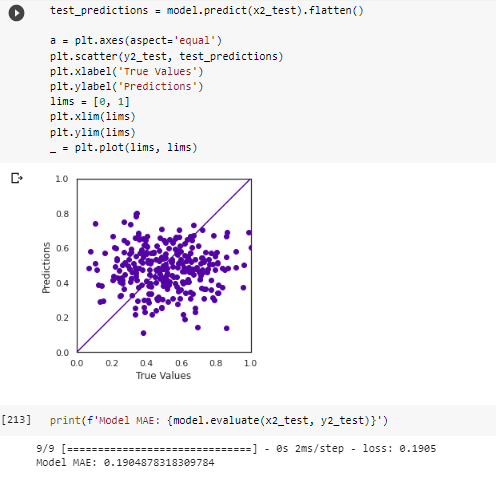 test_predictions = model.predict(x2_test).flatten()
a = plt.axes(aspect='equal')
plt.scatter(y2_test, test_predictions)
plt.xlabel('True Values')
plt.ylabel('Predictions')
lims = [0, 1]
plt.xlim(lims)
plt.ylim(lims)
_ = plt.plot(lims, lims)
1.0
0.8
0.6
0.4
0.2
0.0
Predictions
0.0 0.2 0.4 0.6 0.8 1.0
True Values
[213] print(f'Model MAE: {model.evaluate(x2_test, y2_test)}')
9/9 [==============================] - 0s 2ms/step - loss: 0.1905
Model MAE: 0.1904878318309784